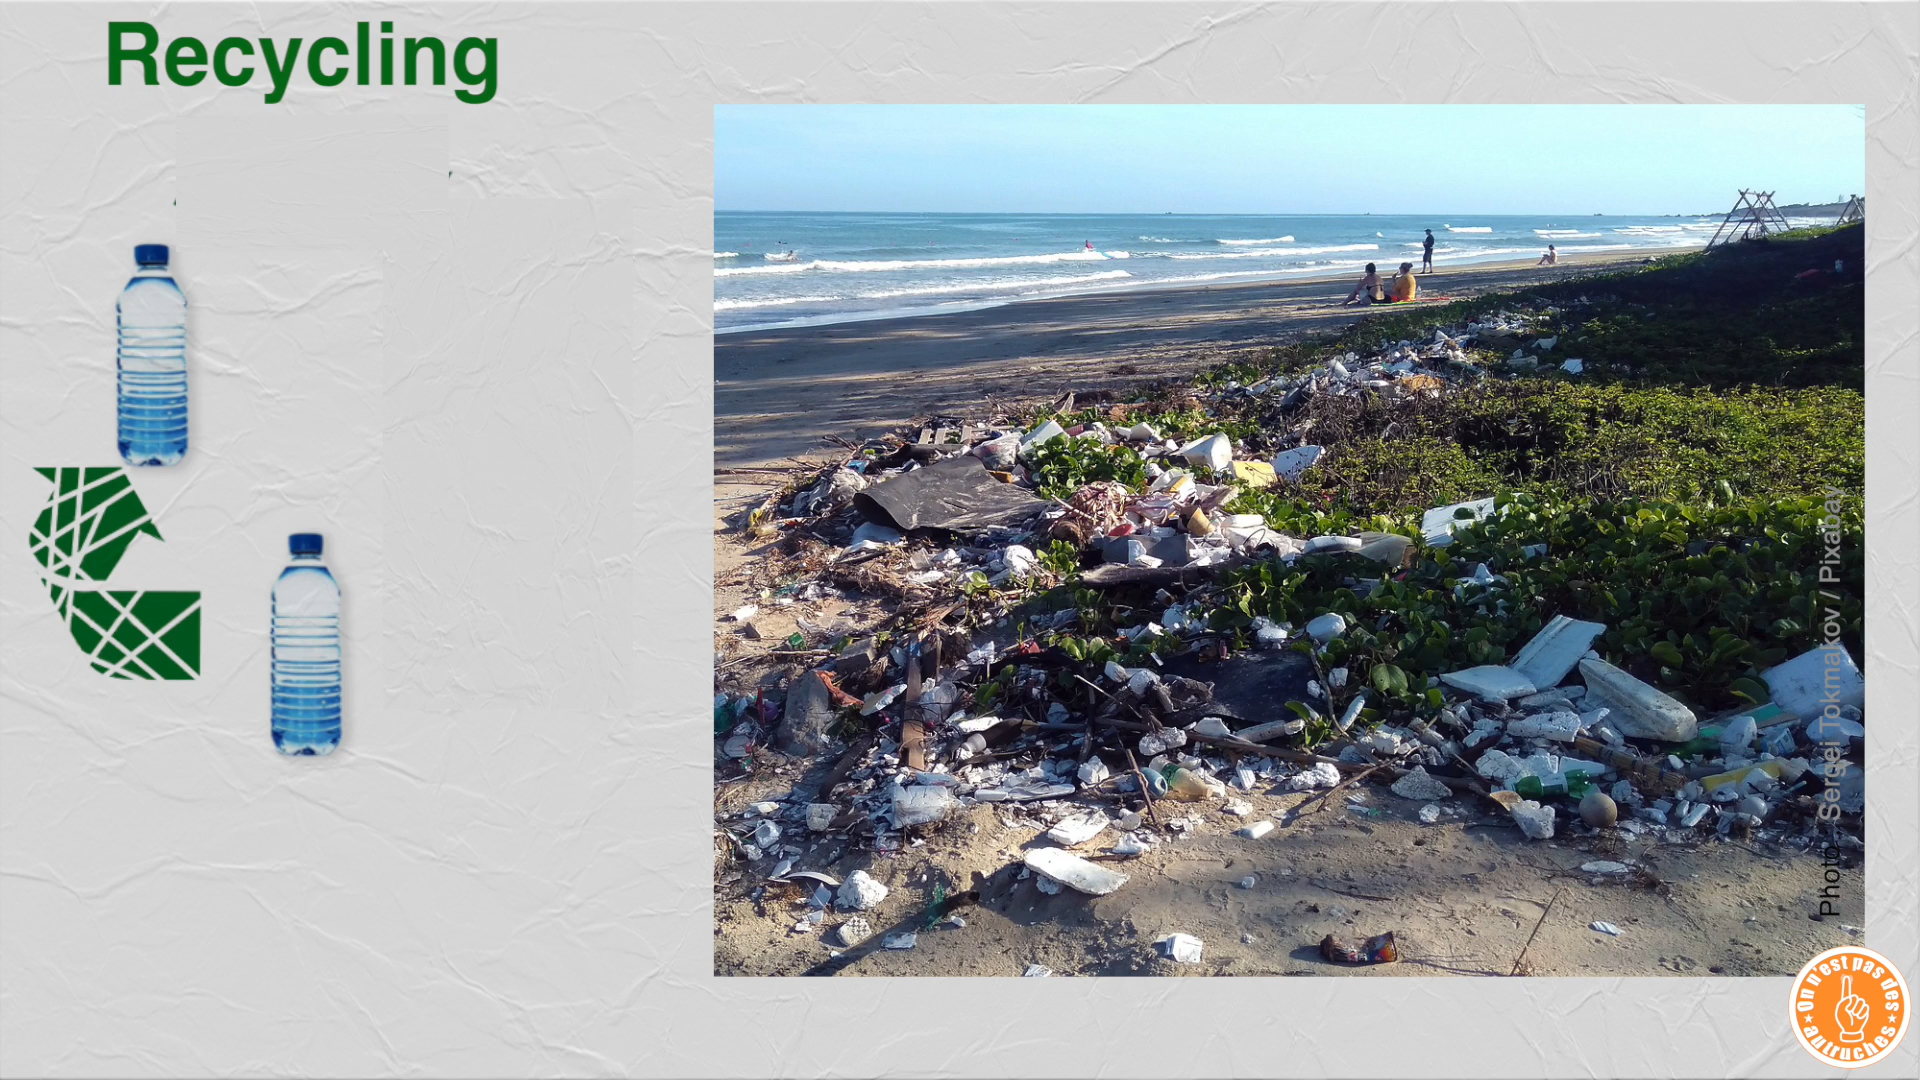 Recycling
Photo : Sergei Tokmakov / Pixabay
On n'est pas des
autruches